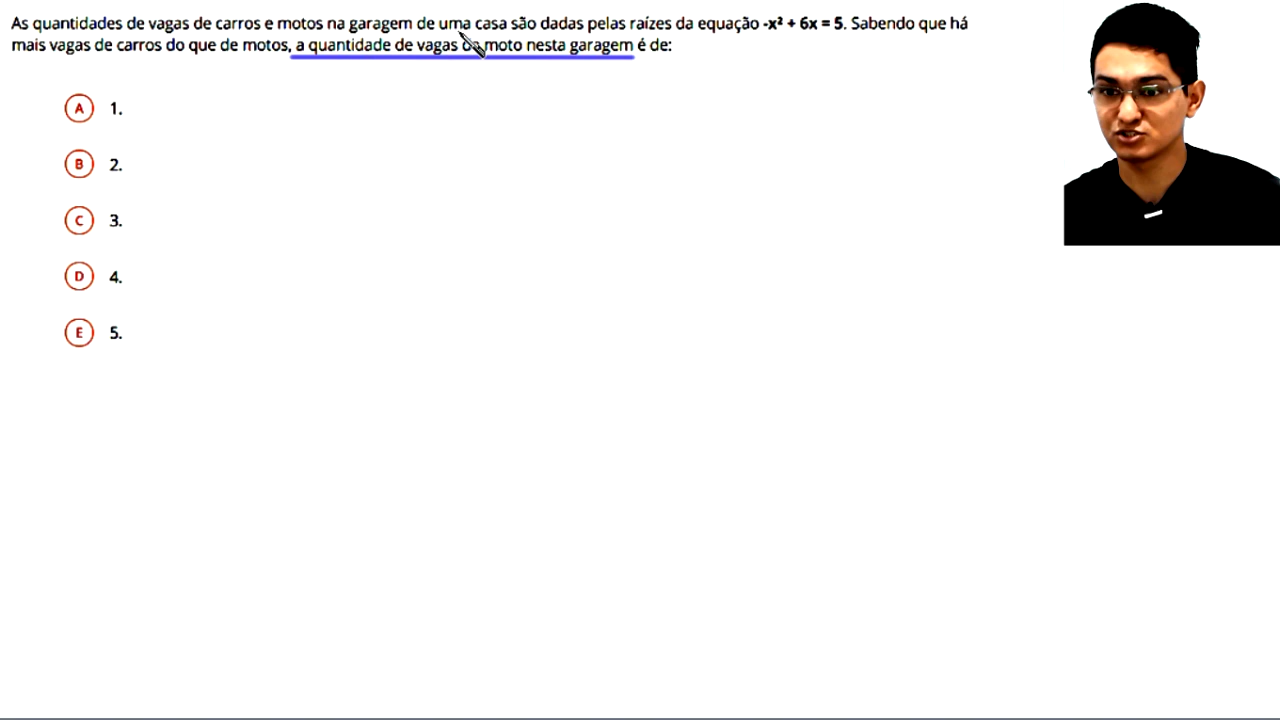 As quantidades de vagas de carros e motos na garagem de uma casa são dadas pelas raízes da equação -x² + 6x = 5. Sabendo que há
mais vagas de carros do que de motos, a quantidade de vagas de moto nesta garagem é de:
A 1.
B 2.
C 3.
D 4.
E 5.